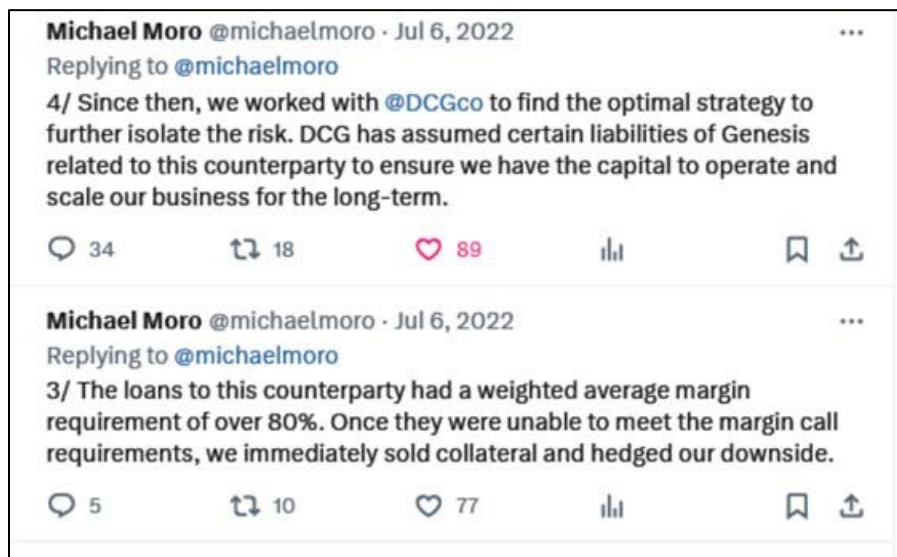 Michael Moro @michaelmoro · Jul 6, 2022
Replying to @michaelmoro
4/ Since then, we worked with @DCGco to find the optimal strategy to
further isolate the risk. DCG has assumed certain liabilities of Genesis
related to this counterparty to ensure we have the capital to operate and
scale our business for the long-term.
34 18 89
Michael Moro @michaelmoro · Jul 6, 2022
Replying to @michaelmoro
3/ The loans to this counterparty had a weighted average margin
requirement of over 80%. Once they were unable to meet the margin call
requirements, we immediately sold collateral and hedged our downside.
5 10 77